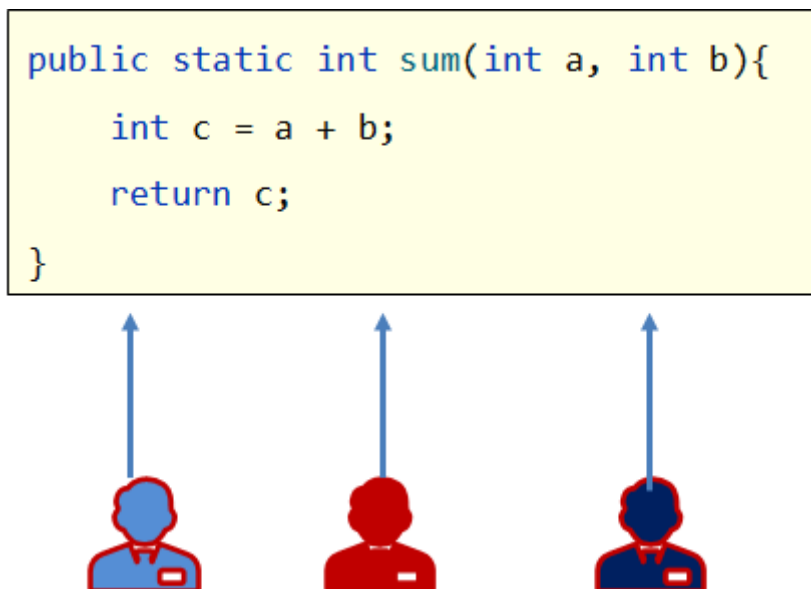 public static int sum(int a, int b){
    int c = a + b;
    return c;
}